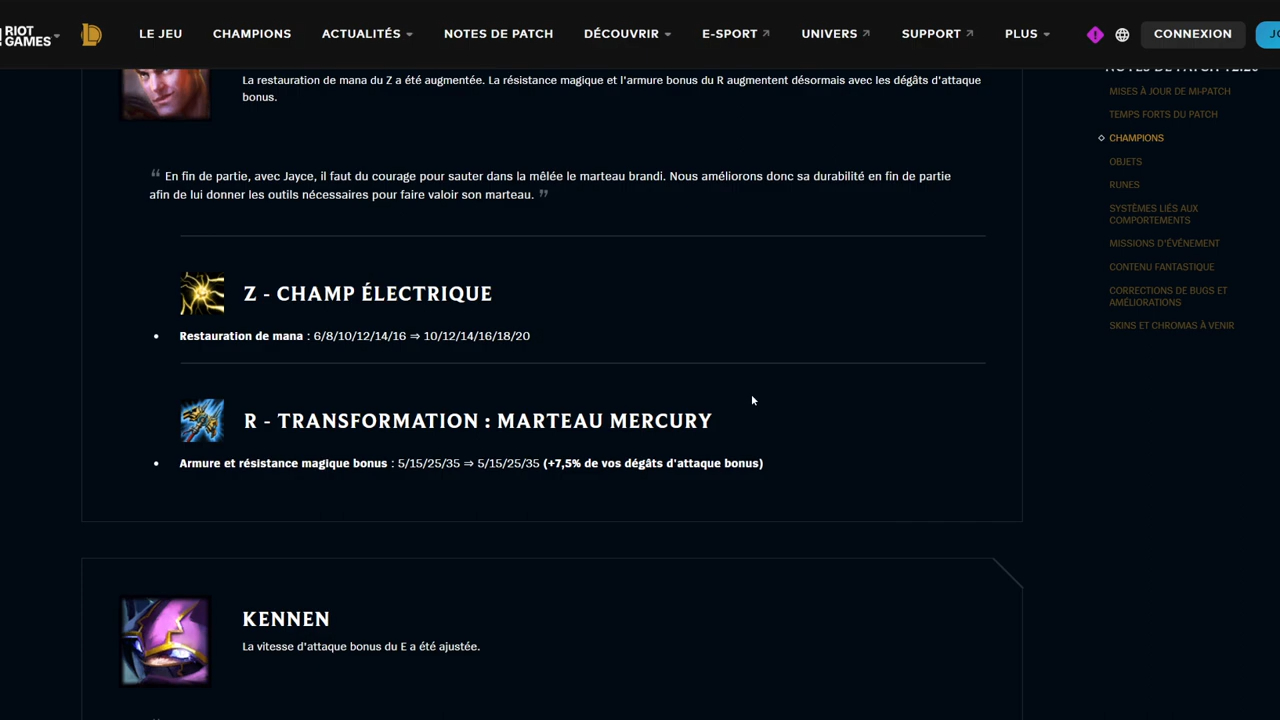 RIOT
GAMES
LE JEU
CHAMPIONS
ACTUALITÉS
NOTES DE PATCH
DÉCOUVRIR
E-SPORT
UNIVERS
SUPPORT
PLUS
CONNEXION
La restauration de mana du Z a été augmentée. La résistance magique et l'armure bonus du R augmentent désormais avec les dégâts d'attaque
bonus.
“ En fin de partie, avec Jayce, il faut du courage pour sauter dans la mêlée le marteau brandi. Nous améliorons donc sa durabilité en fin de partie
afin de lui donner les outils nécessaires pour faire valoir son marteau. ”
Z - CHAMP ÉLECTRIQUE
• Restauration de mana : 6/8/10/12/14/16 ⇒ 10/12/14/16/18/20
R - TRANSFORMATION : MARTEAU MERCURY
• Armure et résistance magique bonus : 5/15/25/35 ⇒ 5/15/25/35 (+7,5% de vos dégâts d'attaque bonus)
KENNEN
La vitesse d'attaque bonus du E a été ajustée.
MISES À JOUR DE MI-PATCH
TEMPS FORTS DU PATCH
CHAMPIONS
OBJETS
RUNES
SYSTÈMES LIÉS AUX
COMPORTEMENTS
MISSIONS D'ÉVÉNEMENT
CONTENU FANTASTIQUE
CORRECTIONS DE BUGS ET
AMÉLIORATIONS
SKINS ET CHROMAS À VENIR